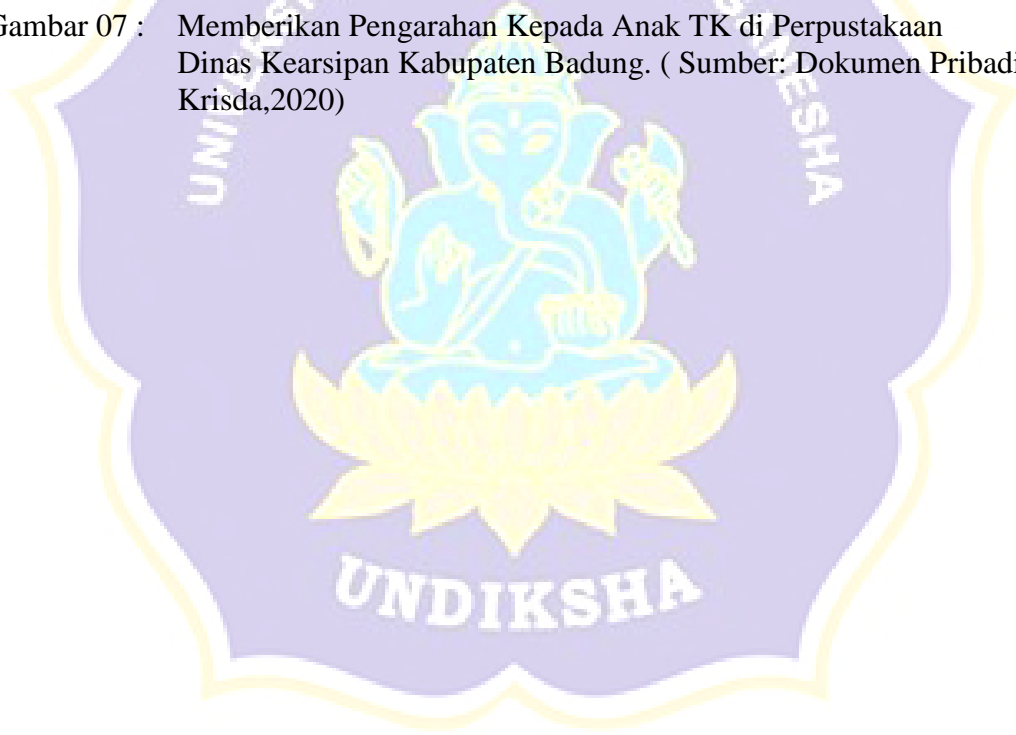 Gambar 07 : Memberikan Pengarahan Kepada Anak TK di Perpustakaan
Dinas Kearsipan Kabupaten Badung. ( Sumber: Dokumen Pribadi
Krisda,2020)
UNDIKSHA